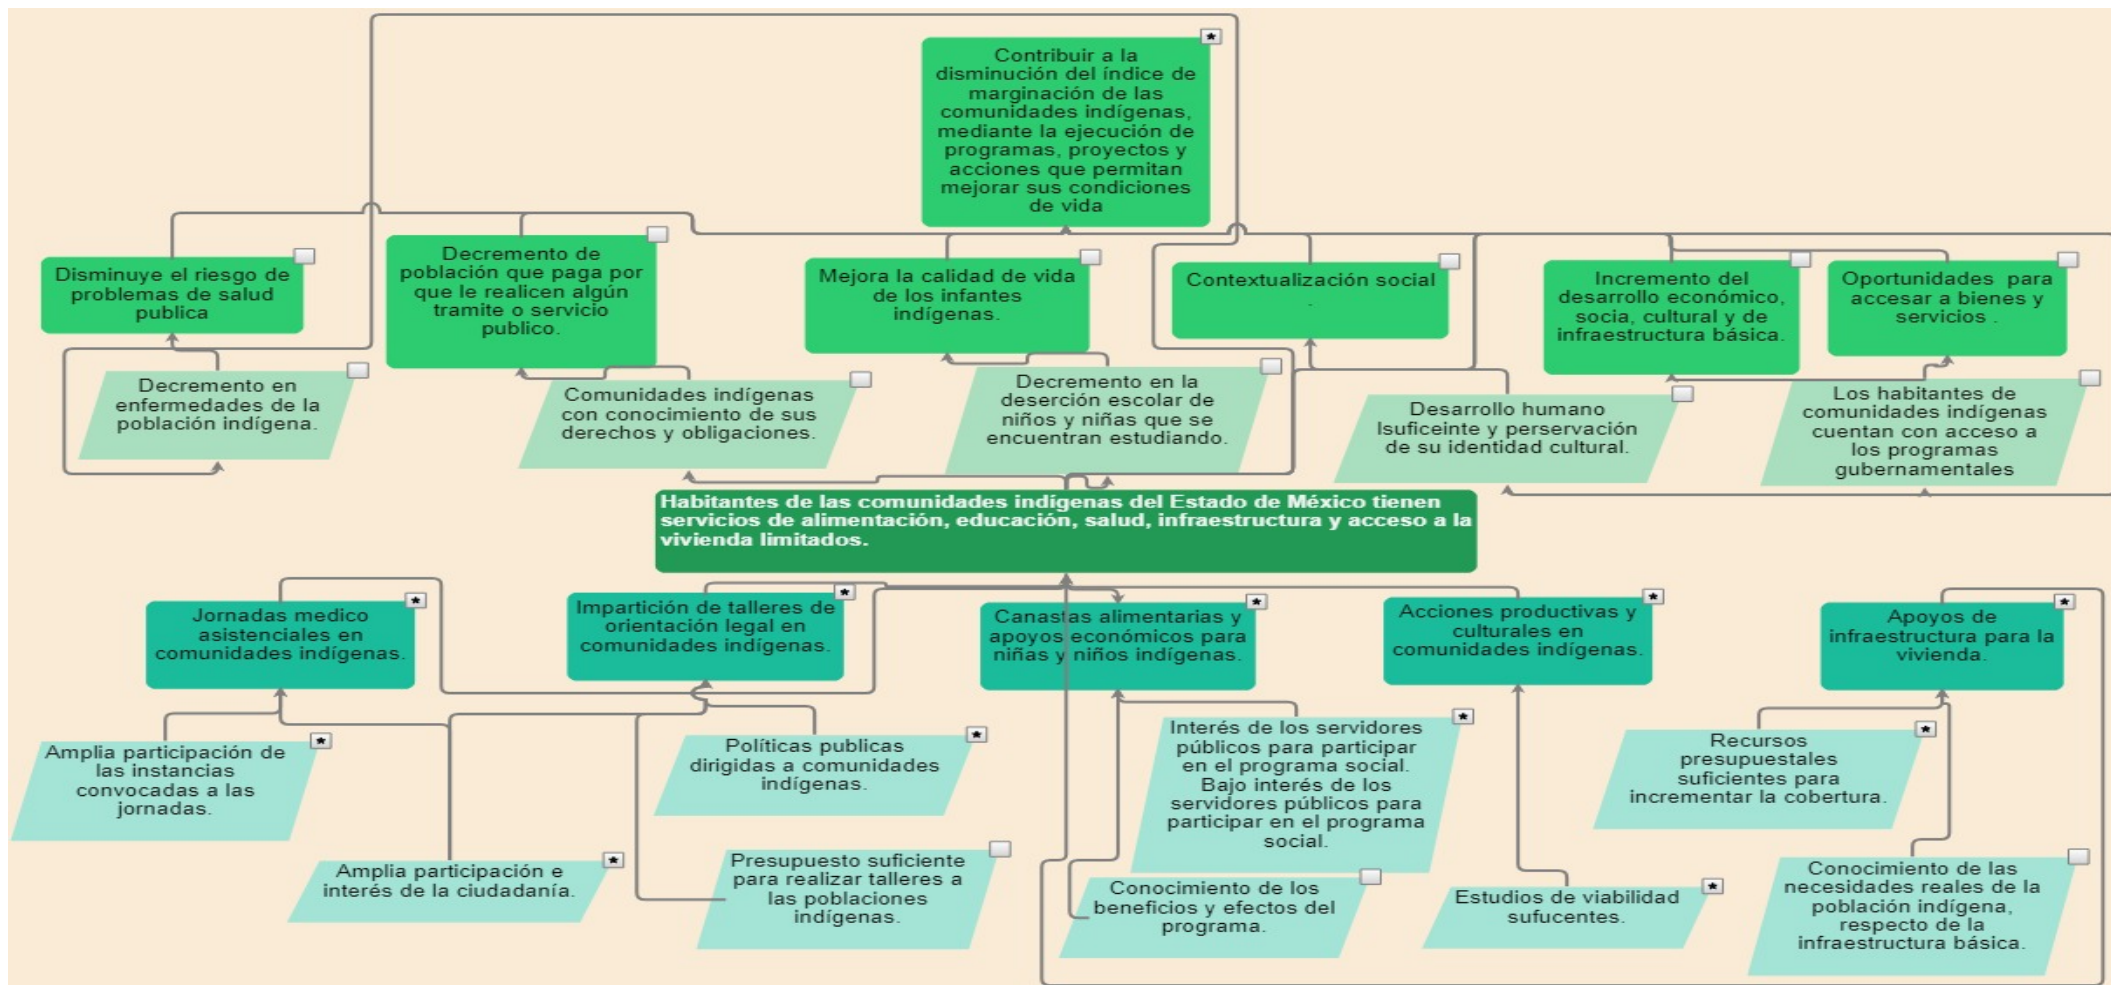 Contribuir a la
disminución del índice de
marginación de las
comunidades indígenas,
mediante la ejecución de
programas, proyectos y
acciones que permitan
mejorar sus condiciones
de vida
Disminuye el riesgo de
problemas de salud
publica
Decremento de
población que paga por
que le realicen algún
tramite o servicio
publico.
Mejora la calidad de vida
de los infantes
indígenas.
Contextualización social
.
Incremento del
desarrollo económico,
socia, cultural y de
infraestructura básica.
Oportunidades para
accesar a bienes y
servicios .
Decremento en
enfermedades de la
población indígena.
Comunidades indígenas
con conocimiento de sus
derechos y obligaciones.
Decremento en la
deserción escolar de
niños y niñas que se
encuentran estudiando.
Desarrollo humano
Isuficeinte y perservación
de su identidad cultural.
Los habitantes de
comunidades indígenas
cuentan con acceso a
los programas
gubernamentales
Habitantes de las comunidades indígenas del Estado de México tienen
servicios de alimentación, educación, salud, infraestructura y acceso a la
vivienda limitados.
Jornadas medico
asistenciales en
comunidades indígenas.
Impartición de talleres de
orientación legal en
comunidades indígenas.
Canastas alimentarias y
apoyos económicos para
niñas y niños indígenas.
Acciones productivas y
culturales en
comunidades indígenas.
Apoyos de
infraestructura para la
vivienda.
Amplia participación de
las instancias
convocadas a las
jornadas.
Amplia participación e
interés de la ciudadanía.
Políticas publicas
dirigidas a comunidades
indígenas.
Presupuesto suficiente
para realizar talleres a
las poblaciones
indígenas.
Interés de los servidores
públicos para participar
en el programa social.
Bajo interés de los
servidores públicos para
participar en el programa
social.
Conocimiento de los
beneficios y efectos del
programa.
Estudios de viabilidad
sufucentes.
Recursos
presupuestales
suficientes para
incrementar la cobertura.
Conocimiento de las
necesidades reales de la
población indígena,
respecto de la
infraestructura básica.